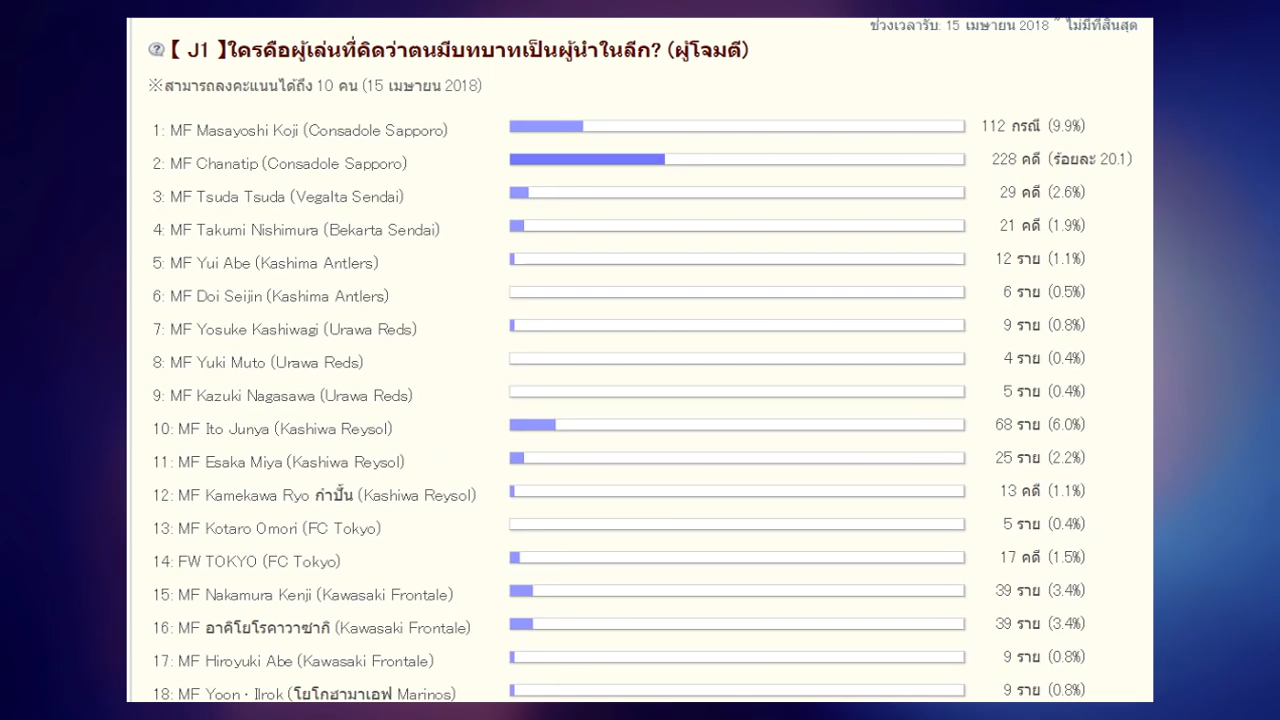 ช่วงเวลารับ: 15 เมษายน 2018 ~ ไม่มีที่สิ้นสุด
【 J1 】ใครคือผู้เล่นที่คิดว่าตนมีบทบาทเป็นผู้นำในลีก? (ผู้โจมตี)
※สามารถลงคะแนนได้ถึง 10 คน (15 เมษายน 2018)
1: MF Masayoshi Koji (Consadole Sapporo) 112 กรณี (9.9%)
2: MF Chanatip (Consadole Sapporo) 228 คดี (ร้อยละ 20.1)
3: MF Tsuda Tsuda (Vegalta Sendai) 29 คดี (2.6%)
4: MF Takumi Nishimura (Bekarta Sendai) 21 คดี (1.9%)
5: MF Yui Abe (Kashima Antlers) 12 ราย (1.1%)
6: MF Doi Seijin (Kashima Antlers) 6 ราย (0.5%)
7: MF Yosuke Kashiwagi (Urawa Reds) 9 ราย (0.8%)
8: MF Yuki Muto (Urawa Reds) 4 ราย (0.4%)
9: MF Kazuki Nagasawa (Urawa Reds) 5 ราย (0.4%)
10: MF Ito Junya (Kashiwa Reysol) 68 ราย (6.0%)
11: MF Esaka Miya (Kashiwa Reysol) 25 ราย (2.2%)
12: MF Kamekawa Ryo กำปั้น (Kashiwa Reysol) 13 คดี (1.1%)
13: MF Kotaro Omori (FC Tokyo) 5 ราย (0.4%)
14: FW TOKYO (FC Tokyo) 17 คดี (1.5%)
15: MF Nakamura Kenji (Kawasaki Frontale) 39 ราย (3.4%)
16: MF อาคิโยโรคาวาซากิ (Kawasaki Frontale) 39 ราย (3.4%)
17: MF Hiroyuki Abe (Kawasaki Frontale) 9 ราย (0.8%)
18: MF Yoon · Ilrok (โยโกฮามาเอฟ Marinos) 9 ราย (0.8%)